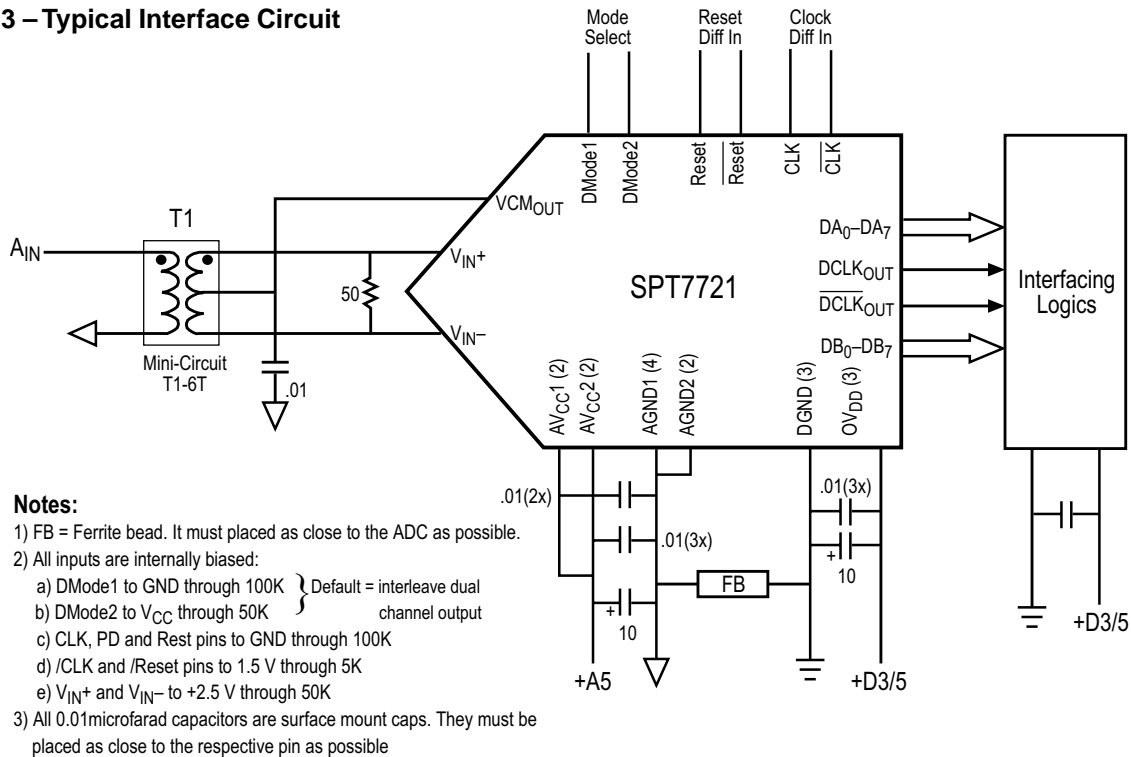 3 – Typical Interface Circuit
Mode
Select
Reset
Diff In
Clock
Diff In
DMode1
DMode2
Reset
Reset
CLK
CLK
VCMOUT
T1
AIN
VIN+
50
VIN–
Mini-Circuit
T1-6T
.01
SPT7721
DA0–DA7
DCLKOUT
DCLKOUT
DB0–DB7
Interfacing
Logics
AVCC1 (2)
AVCC2 (2)
AGND1 (4)
AGND2 (2)
DGND (3)
OVDD (3)
.01(2x)
.01(3x)
.01(3x)
+
10
FB
+
10
+A5
+D3/5
+D3/5
Notes:
1) FB = Ferrite bead. It must placed as close to the ADC as possible.
2) All inputs are internally biased:
a) DMode1 to GND through 100K } Default = interleave dual
b) DMode2 to VCC through 50K channel output
c) CLK, PD and Rest pins to GND through 100K
d) /CLK and /Reset pins to 1.5 V through 5K
e) VIN+ and VIN– to +2.5 V through 50K
3) All 0.01microfarad capacitors are surface mount caps. They must be
placed as close to the respective pin as possible